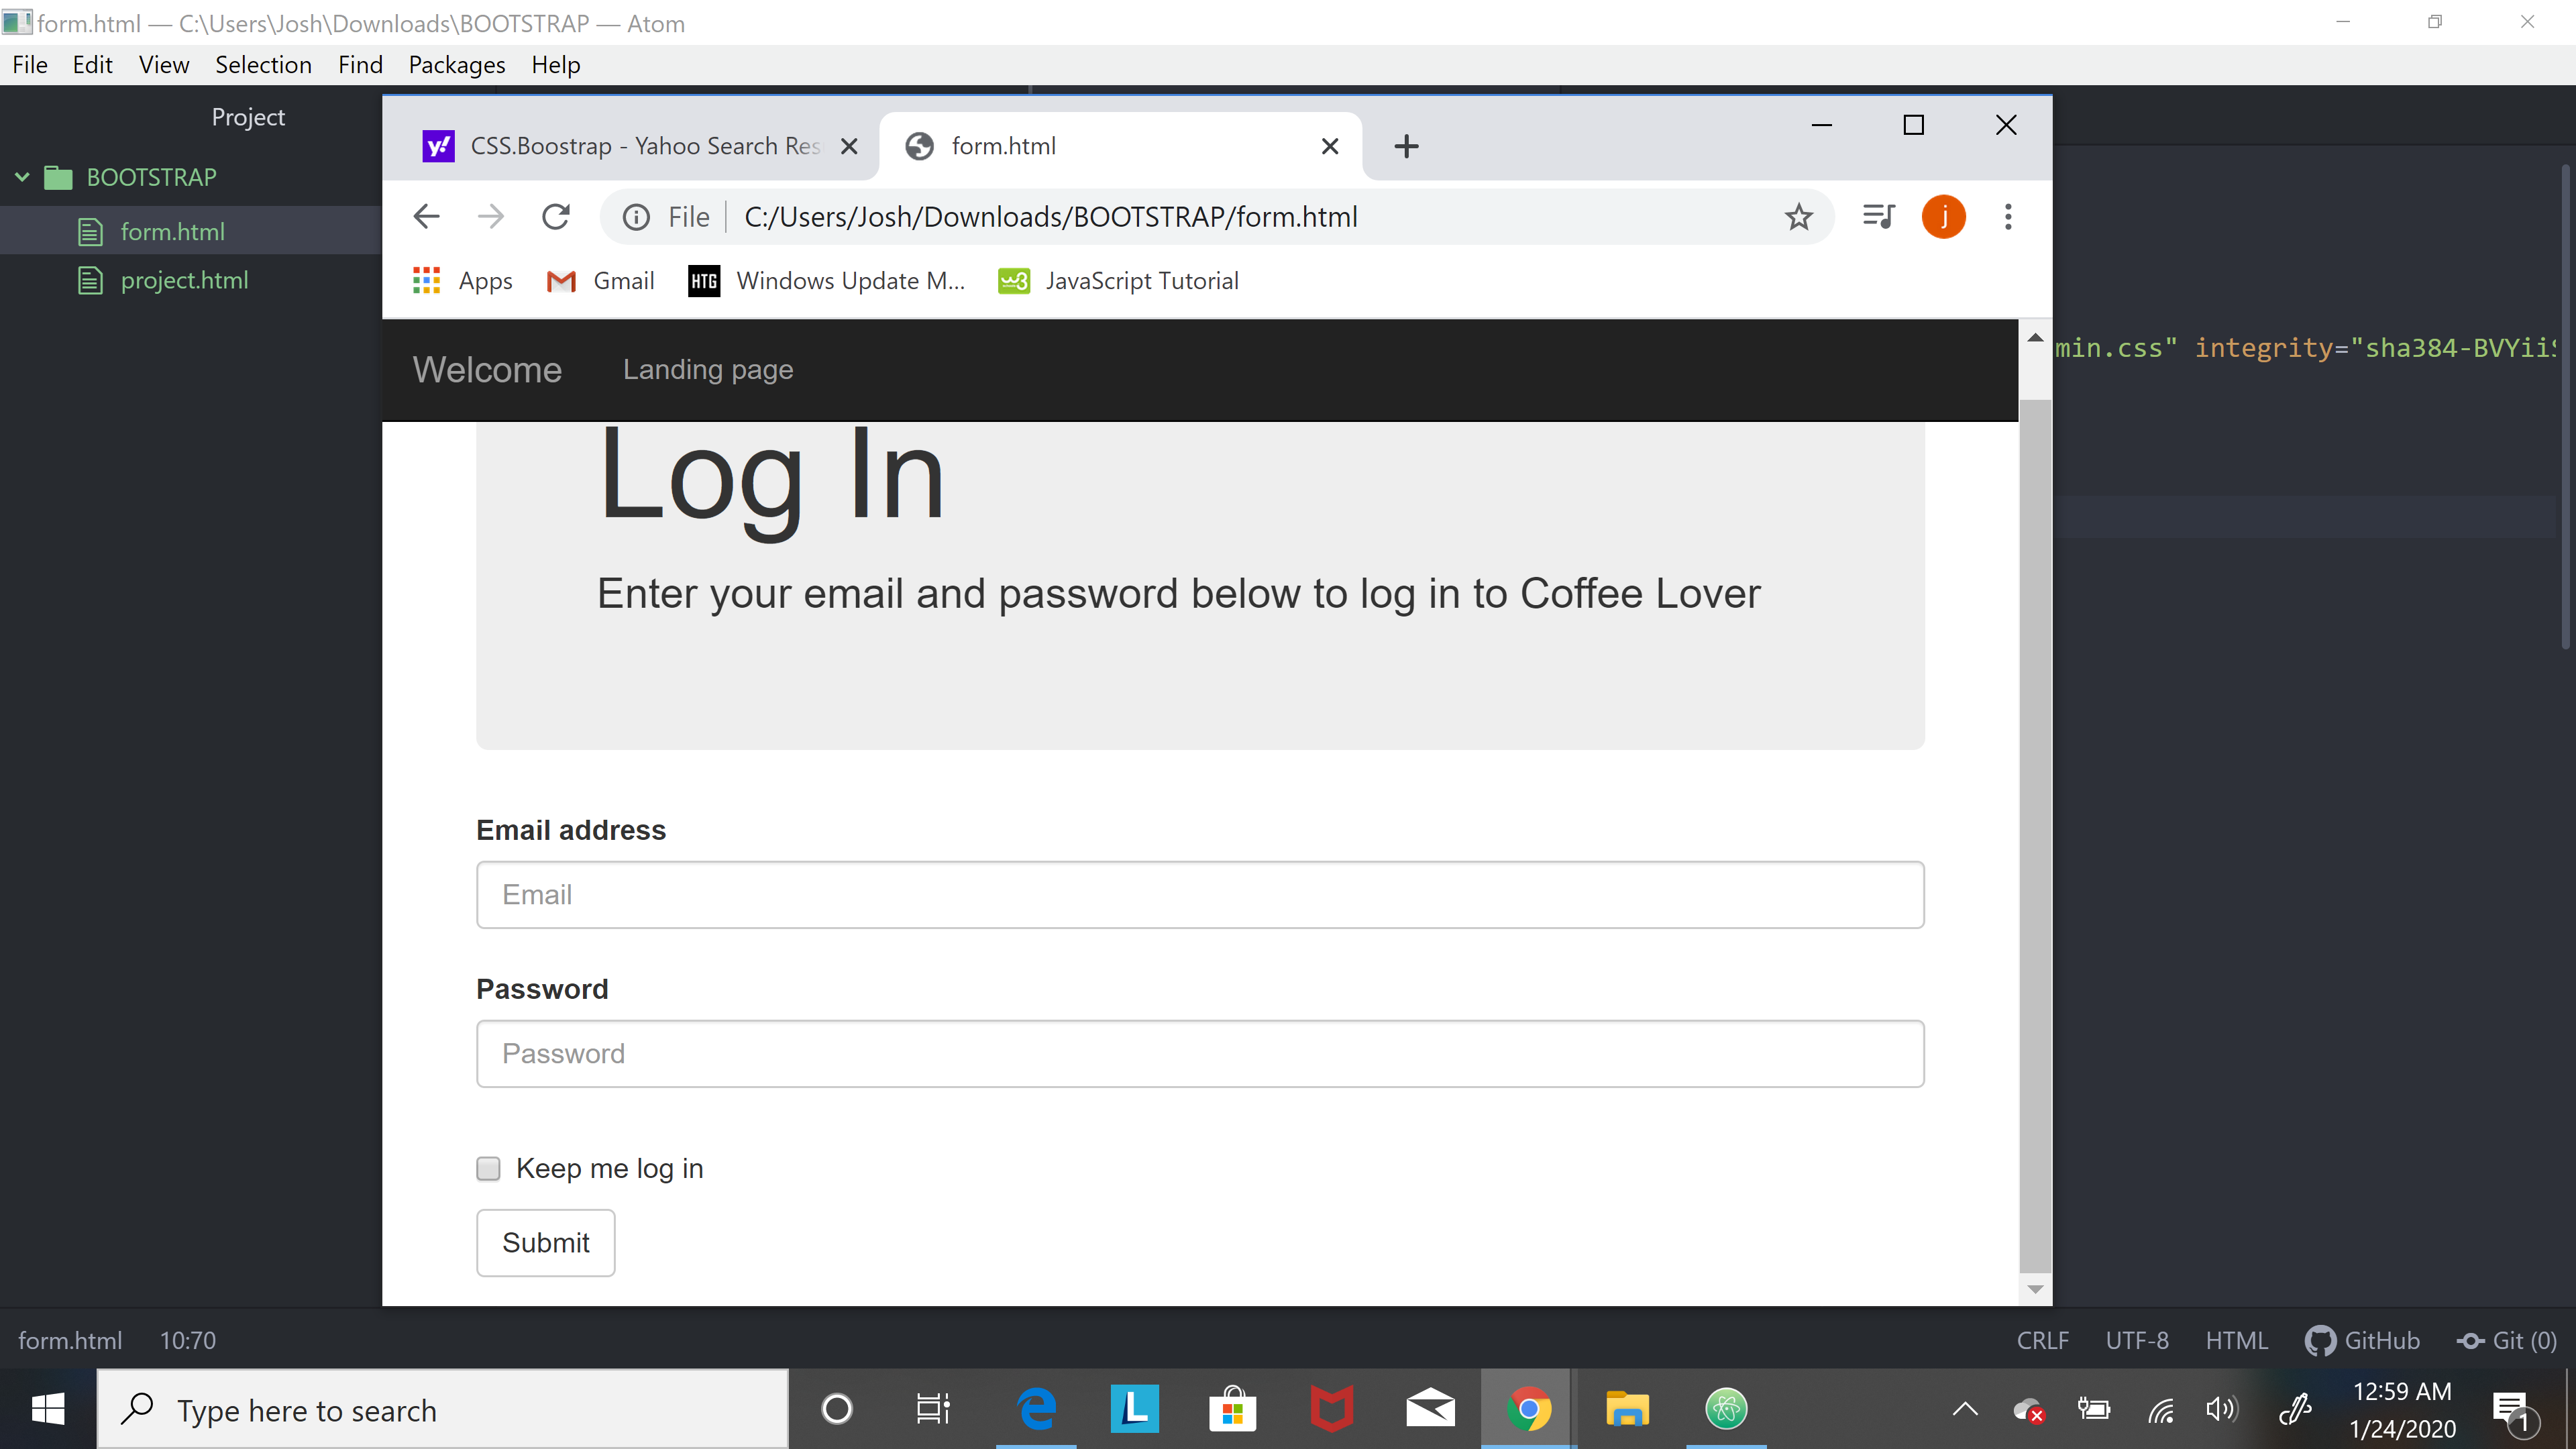 form.html — C:\Users\Josh\Downloads\BOOTSTRAP — Atom
File Edit View Selection Find Packages Help
Project
BOOTSTRAP
form.html
project.html
CSS.Boostrap - Yahoo Search Res
form.html
File C:/Users/Josh/Downloads/BOOTSTRAP/form.html
j
Apps Gmail HTG Windows Update M... w3 JavaScript Tutorial
Welcome Landing page
min.css" integrity="sha384-BVYiiS
Log In
Enter your email and password below to log in to Coffee Lover
Email address
Email
Password
Password
Keep me log in
Submit
form.html 10:70 CRLF UTF-8 HTML GitHub Git (0)
Type here to search
L
12:59 AM
1/24/2020
1